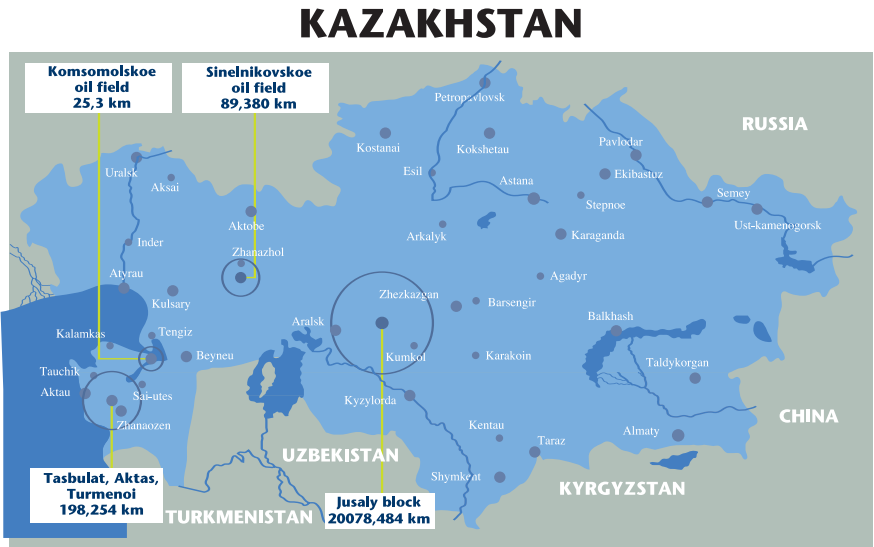 KAZAKHSTAN
Komsomolskoe
oil field
25,3 km
Sinelnikovskoe
oil field
89,380 km
Petropavlovsk
RUSSIA
Kostanai
Kokshetau
Pavlodar
Uralsk
Aksai
Esil
Astana
Ekibastuz
Semey
Stepnoe
Aktobe
Ust-kamenogorsk
Arkalyk
Karaganda
Inder
Zhanazhol
Atyrau
Agadyr
Kulsary
Zhezkazgan
Barsengir
Balkhash
Kalamkas
Tengiz
Aralsk
Beyneu
Kumkol
Karakoin
Taldykorgan
Tauchik
Aktau
Sai-utes
Kyzylorda
Zhanaozen
CHINA
Kentau
Taraz
Almaty
UZBEKISTAN
Shymkent
KYRGYZSTAN
Tasbulat, Aktas,
Turmenoi
198,254 km
TURKMENISTAN
Jusaly block
20078,484 km